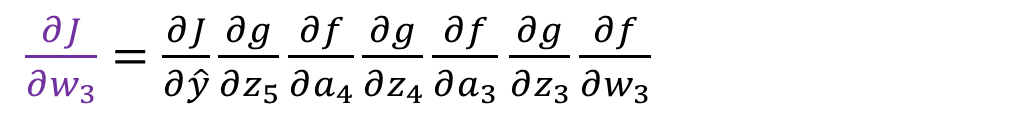 ∂J/∂w₃ = ∂J/∂ŷ ∂g/∂z₅ ∂f/∂a₄ ∂g/∂z₄ ∂f/∂a₃ ∂g/∂z₃ ∂f/∂w₃